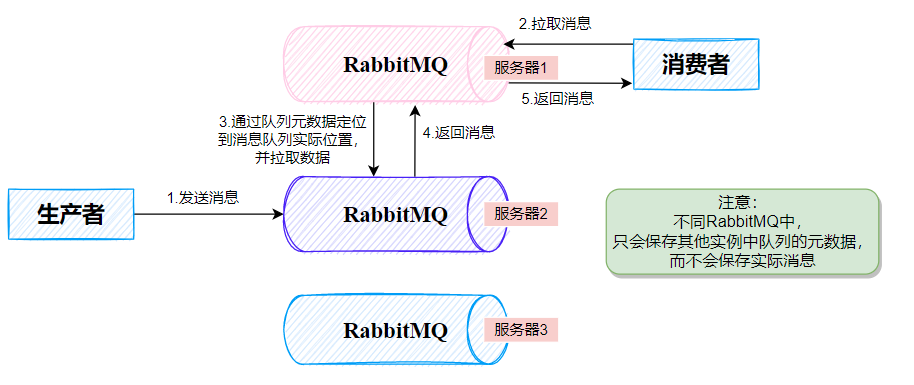 2.拉取消息
RabbitMQ
服务器1
消费者
5.返回消息
3.通过队列元数据定位
到消息队列实际位置，
并拉取数据
4.返回消息
生产者
1.发送消息
RabbitMQ
服务器2
注意：
不同RabbitMQ中，
只会保存其他实例中队列的元数据，
而不会保存实际消息
RabbitMQ
服务器3